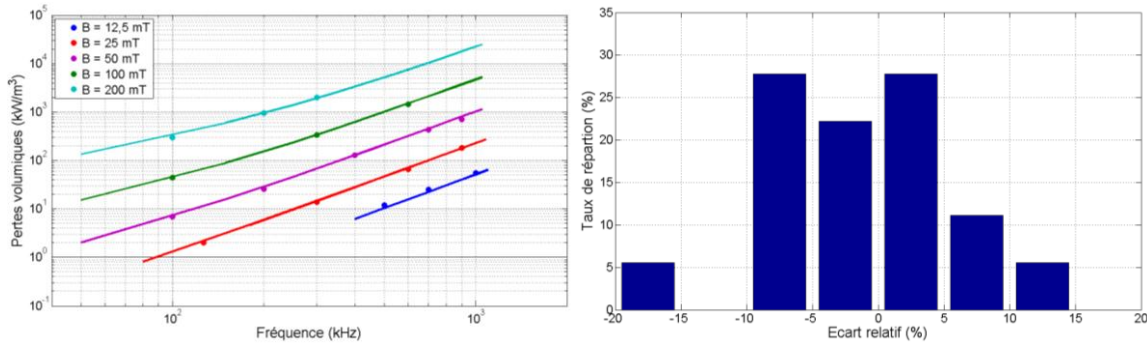 10^5
10^4
10^3
10^2
10^1
10^0
10^-1
Pertes volumiques (kW/m^3)
B = 12,5 mT
B = 25 mT
B = 50 mT
B = 100 mT
B = 200 mT
10^2
10^3
Fréquence (kHz)
35
30
25
20
15
10
5
0
Taux de répartion (%)
-20
-15
-10
-5
0
5
10
15
20
Ecart relatif (%)